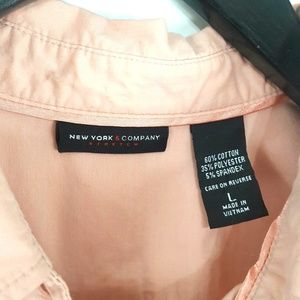 NEW YORK & COMPANY
STRETCH
60% COTTON
35% POLYESTER
5% SPANDEX
CARE ON REVERSE
L
MADE IN
VIETNAM